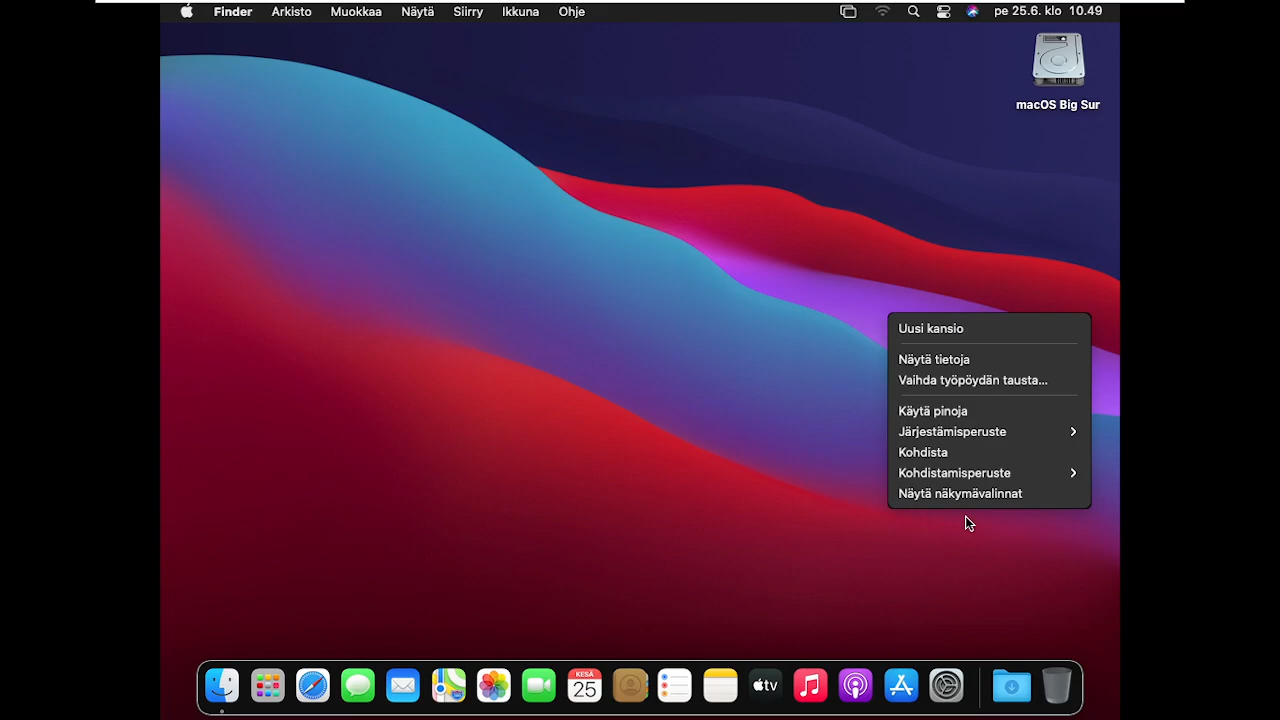 Finder Arkisto Muokkaa Näytä Siirry Ikkuna Ohje pe 25.6. klo 10.49
macOS Big Sur
Uusi kansio
Näytä tietoja
Vaihda työpöydän tausta...
Käytä pinoja
Järjestämisperuste
Kohdista
Kohdistamisperuste
Näytä näkymävalinnat
KESÄ
25
tv